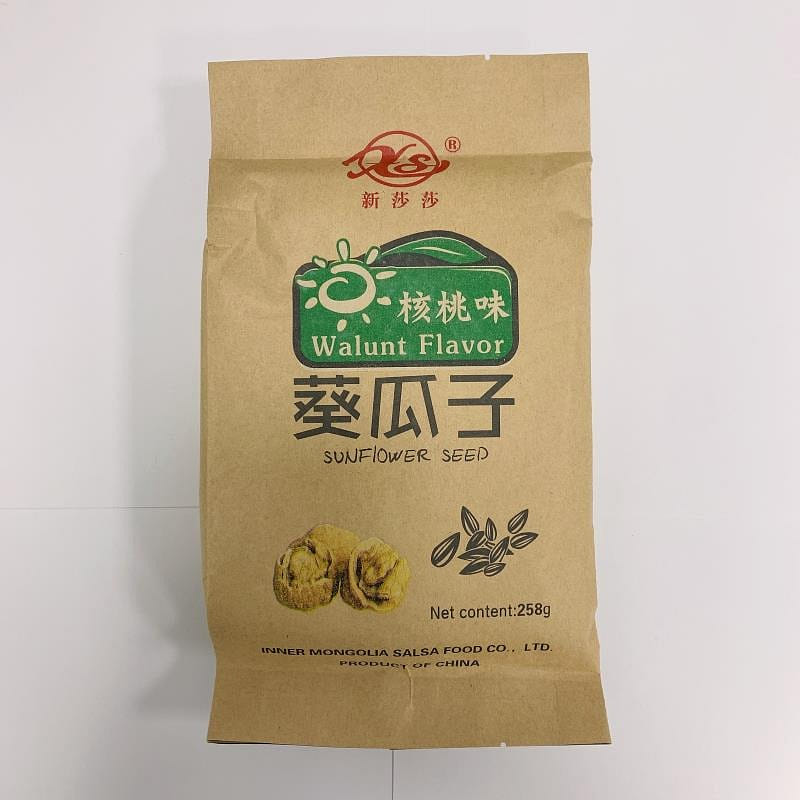 XS®
新莎莎
核桃味
Walunt Flavor
葵瓜子
SUNFlOWER SEED
Net content:258g
INNER MONGOLIA SALSA FOOD CO., LTD.
PRODUCT OF CHINA